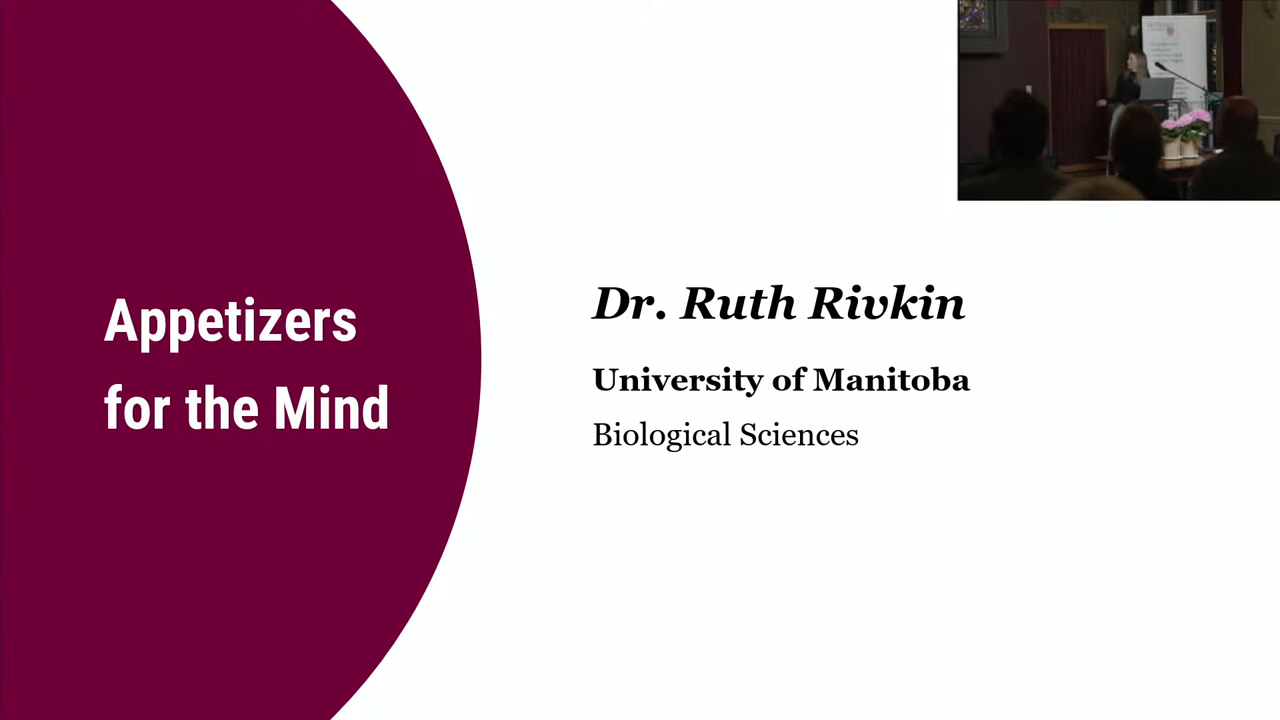 Appetizers
for the Mind
Dr. Ruth Rivkin
University of Manitoba
Biological Sciences